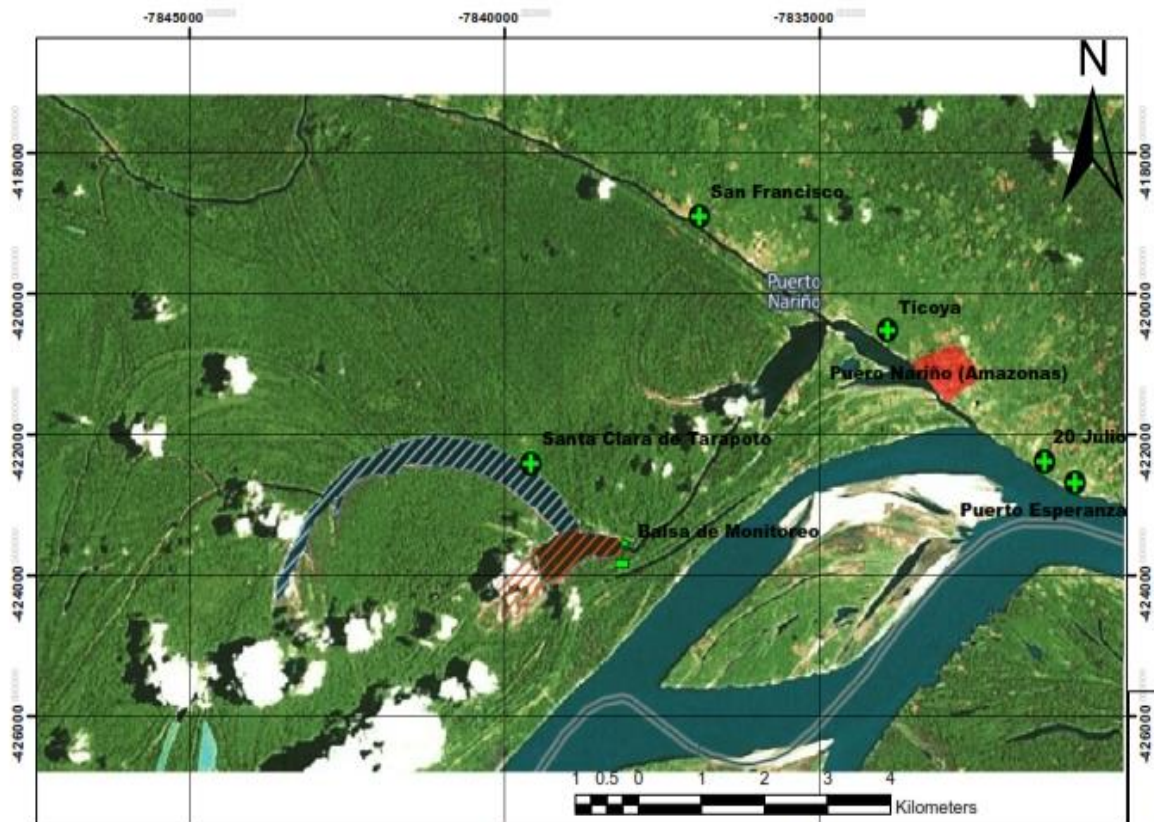 -7845000 -7840000 -7835000
N
-418000 -418000
San Francisco
-420000 -420000
Puerto
Nariño
Ticoya
Puero Nariño (Amazonas)
-422000 -422000
Santa Clara de Tarapoto
20 Julio
Puerto Esperanza
Balsa de Monitoreo
-424000 -424000
-426000 -426000
1 0.5 0 1 2 3 4
Kilometers